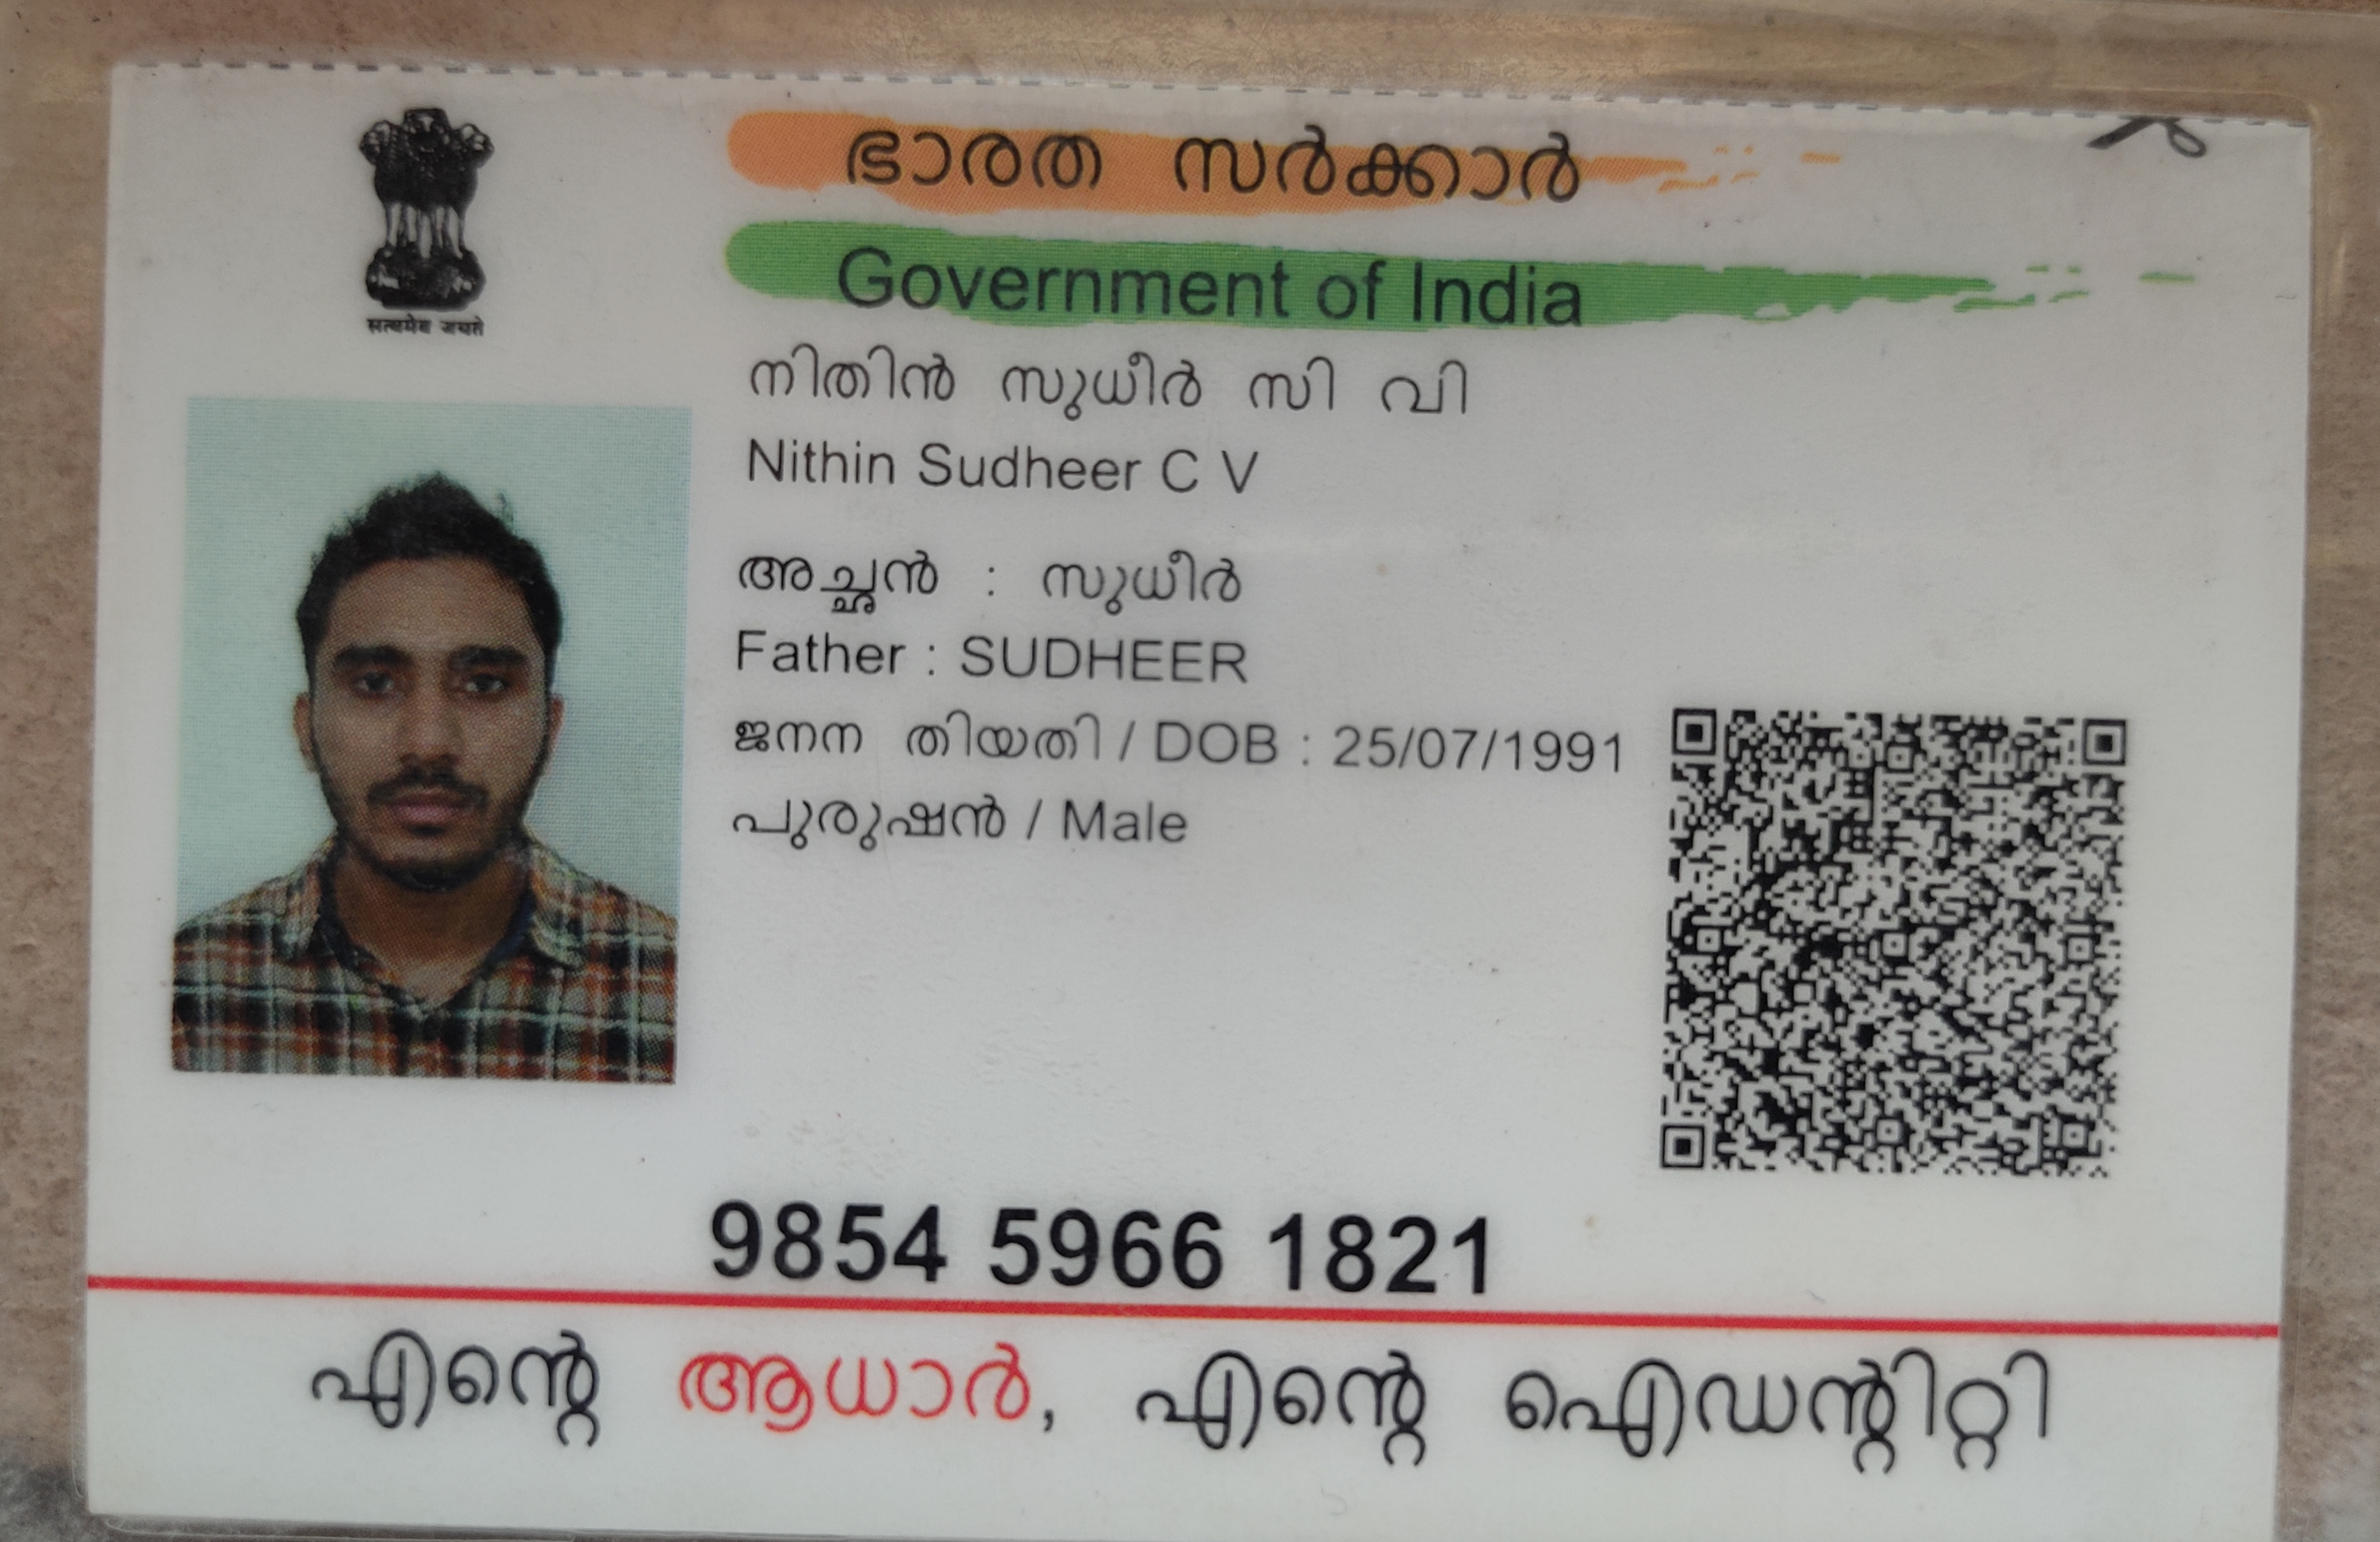 ഭാരത സർക്കാർ
Government of India
सत्यमेव जयते
നിതിൻ സുധീർ സി വി
Nithin Sudheer C V
അച്ഛൻ : സുധീർ
Father : SUDHEER
ജനന തിയതി / DOB : 25/07/1991
പുരുഷൻ / Male
9854 5966 1821
എന്റെ ആധാർ, എന്റെ ഐഡന്റിറ്റി